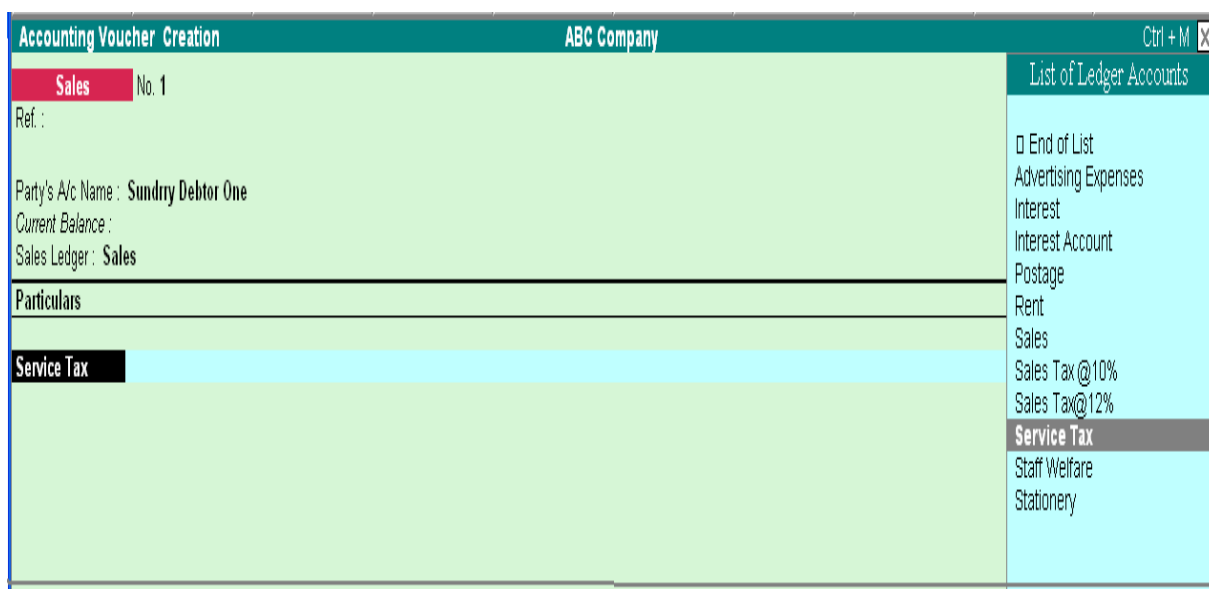 Accounting Voucher Creation ABC Company Ctrl + M X
Sales No. 1
Ref. :
Party's A/c Name : Sundrry Debtor One
Current Balance :
Sales Ledger : Sales
Particulars
Service Tax
List of Ledger Accounts
End of List
Advertising Expenses
Interest
Interest Account
Postage
Rent
Sales
Sales Tax @10%
Sales Tax@12%
Service Tax
Staff Welfare
Stationery